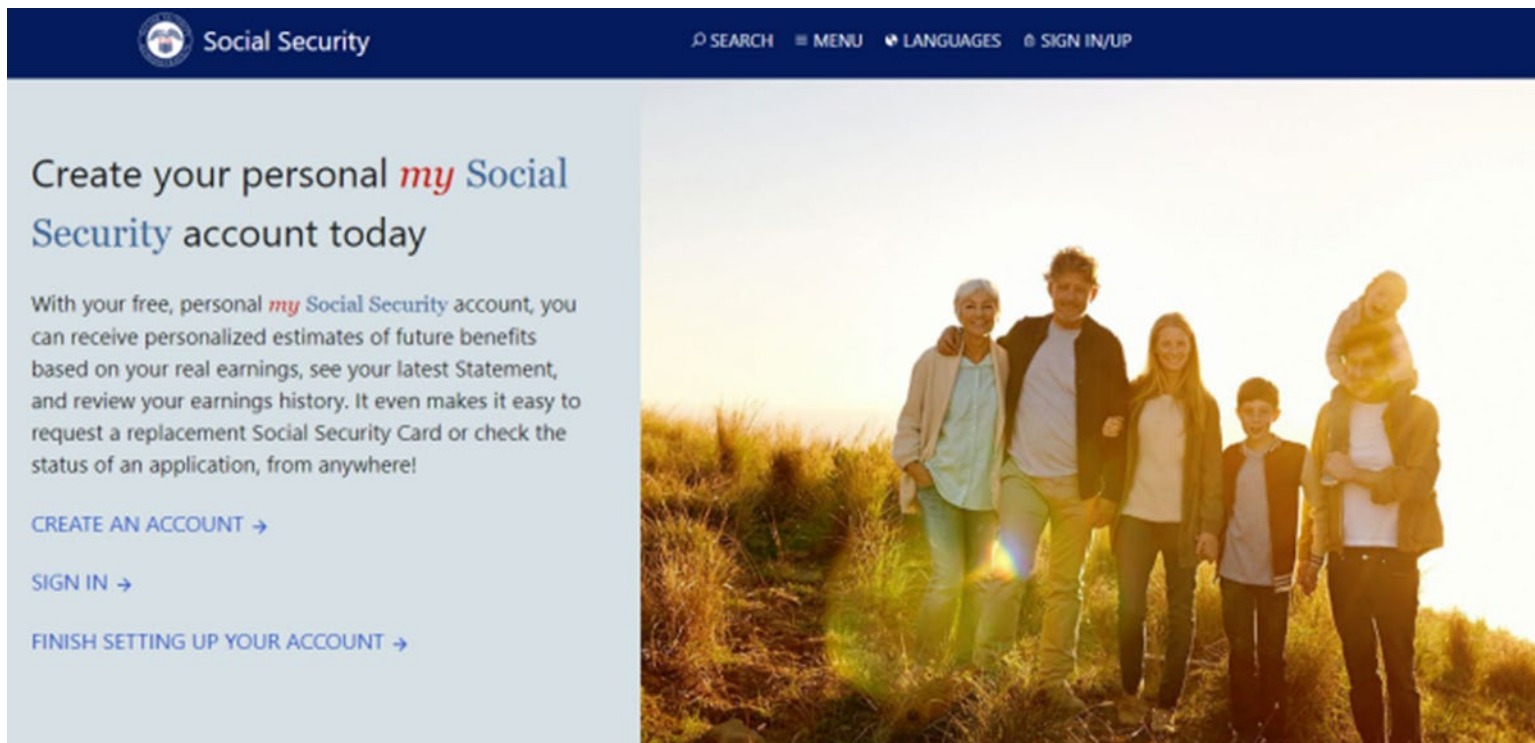 Social Security
SEARCH MENU LANGUAGES SIGN IN/UP
Create your personal my Social
Security account today
With your free, personal my Social Security account, you
can receive personalized estimates of future benefits
based on your real earnings, see your latest Statement,
and review your earnings history. It even makes it easy to
request a replacement Social Security Card or check the
status of an application, from anywhere!
CREATE AN ACCOUNT →
SIGN IN →
FINISH SETTING UP YOUR ACCOUNT →